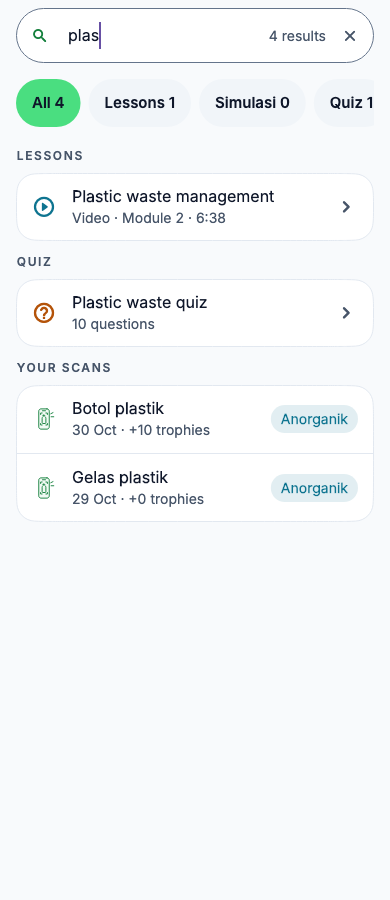 plas
4 results
All 4
Lessons 1
Simulasi 0
Quiz 1
LESSONS
Plastic waste management
Video · Module 2 · 6:38
QUIZ
Plastic waste quiz
10 questions
YOUR SCANS
Botol plastik
30 Oct · +10 trophies
Anorganik
Gelas plastik
29 Oct · +0 trophies
Anorganik